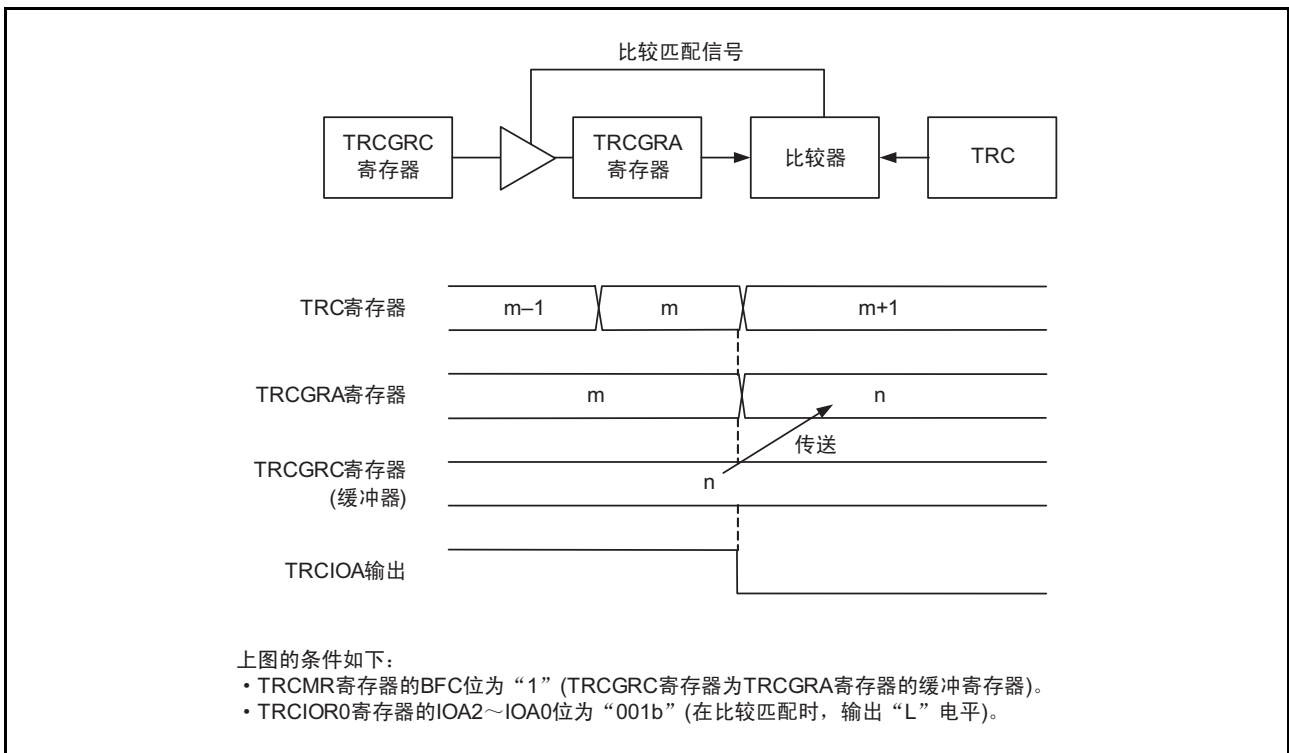 比较匹配信号
TRCGRC
寄存器
TRCGRA
寄存器
比较器
TRC
TRC寄存器
m–1
m
m+1
TRCGRA寄存器
m
n
传送
TRCGRC寄存器
(缓冲器)
n
TRCIOA输出
上图的条件如下：
・TRCMR寄存器的BFC位为“1”(TRCGRC寄存器为TRCGRA寄存器的缓冲寄存器)。
・TRCIOR0寄存器的IOA2～IOA0位为“001b”(在比较匹配时，输出“L”电平)。